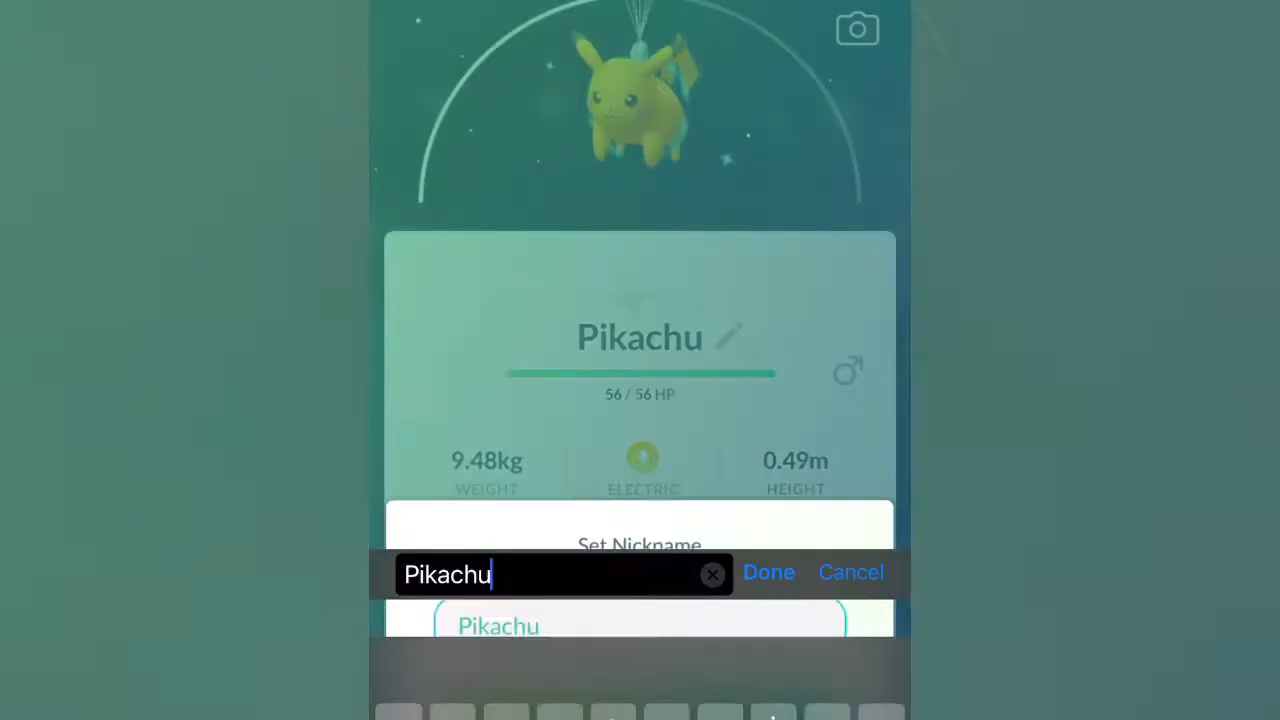 Pikachu
56 / 56 HP
9.48kg
WEIGHT
ELECTRIC
0.49m
HEIGHT
Set Nickname
Pikachu
Done
Cancel
Pikachu